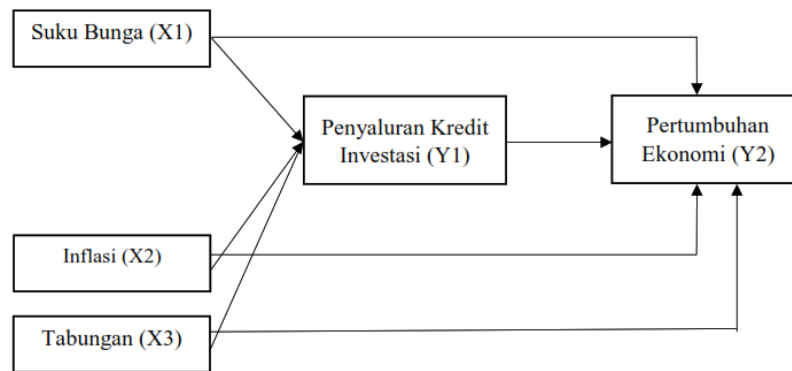 Suku Bunga (X1)
Penyaluran Kredit
Investasi (Y1)
Pertumbuhan
Ekonomi (Y2)
Inflasi (X2)
Tabungan (X3)